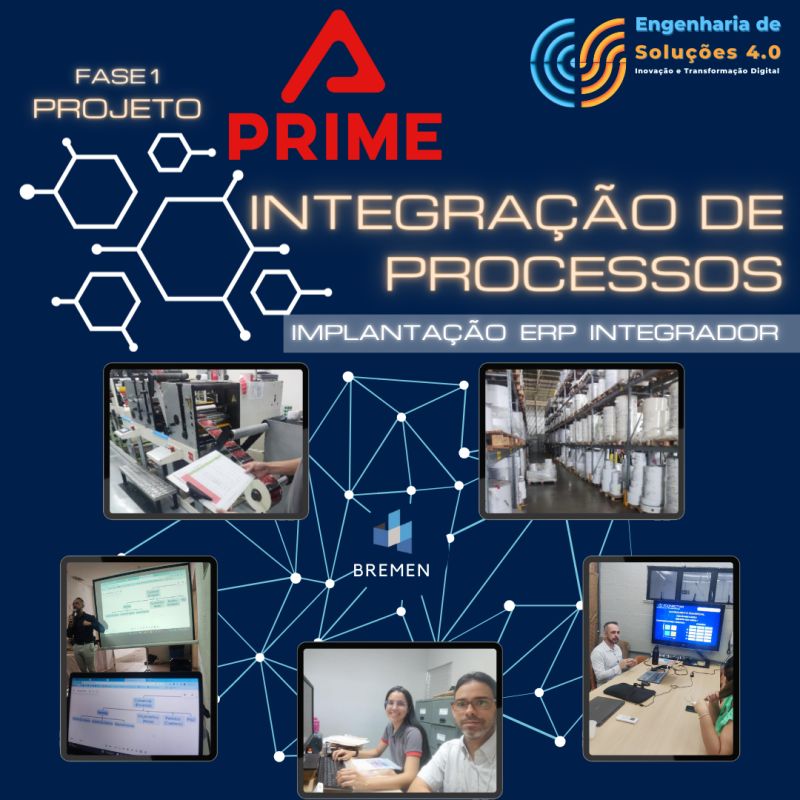 FASE 1
PROJETO
PRIME
Engenharia de
Soluções 4.0
Inovação e Transformação Digital
INTEGRAÇÃO DE
PROCESSOS
IMPLANTAÇÃO ERP INTEGRADOR
BREMEN